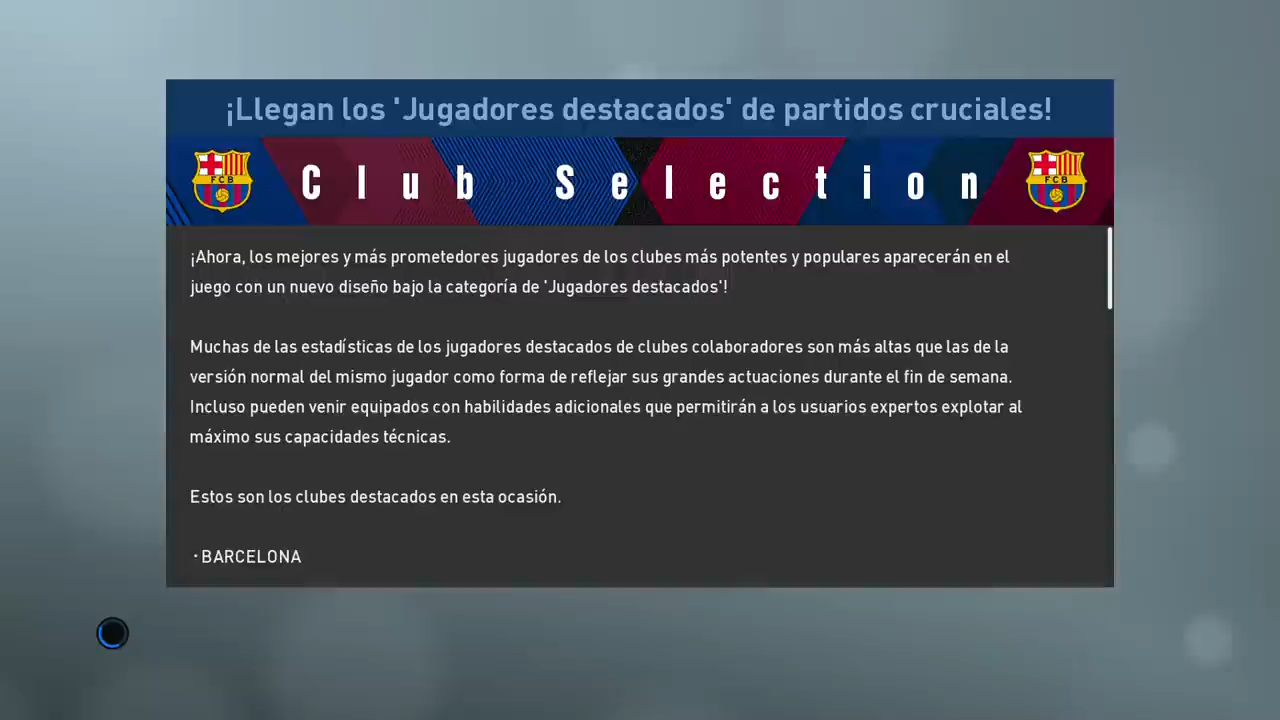 ¡Llegan los 'Jugadores destacados' de partidos cruciales!
FCB Club Selection FCB
¡Ahora, los mejores y más prometedores jugadores de los clubes más potentes y populares aparecerán en el
juego con un nuevo diseño bajo la categoría de 'Jugadores destacados'!
Muchas de las estadísticas de los jugadores destacados de clubes colaboradores son más altas que las de la
versión normal del mismo jugador como forma de reflejar sus grandes actuaciones durante el fin de semana.
Incluso pueden venir equipados con habilidades adicionales que permitirán a los usuarios expertos explotar al
máximo sus capacidades técnicas.
Estos son los clubes destacados en esta ocasión.
・BARCELONA